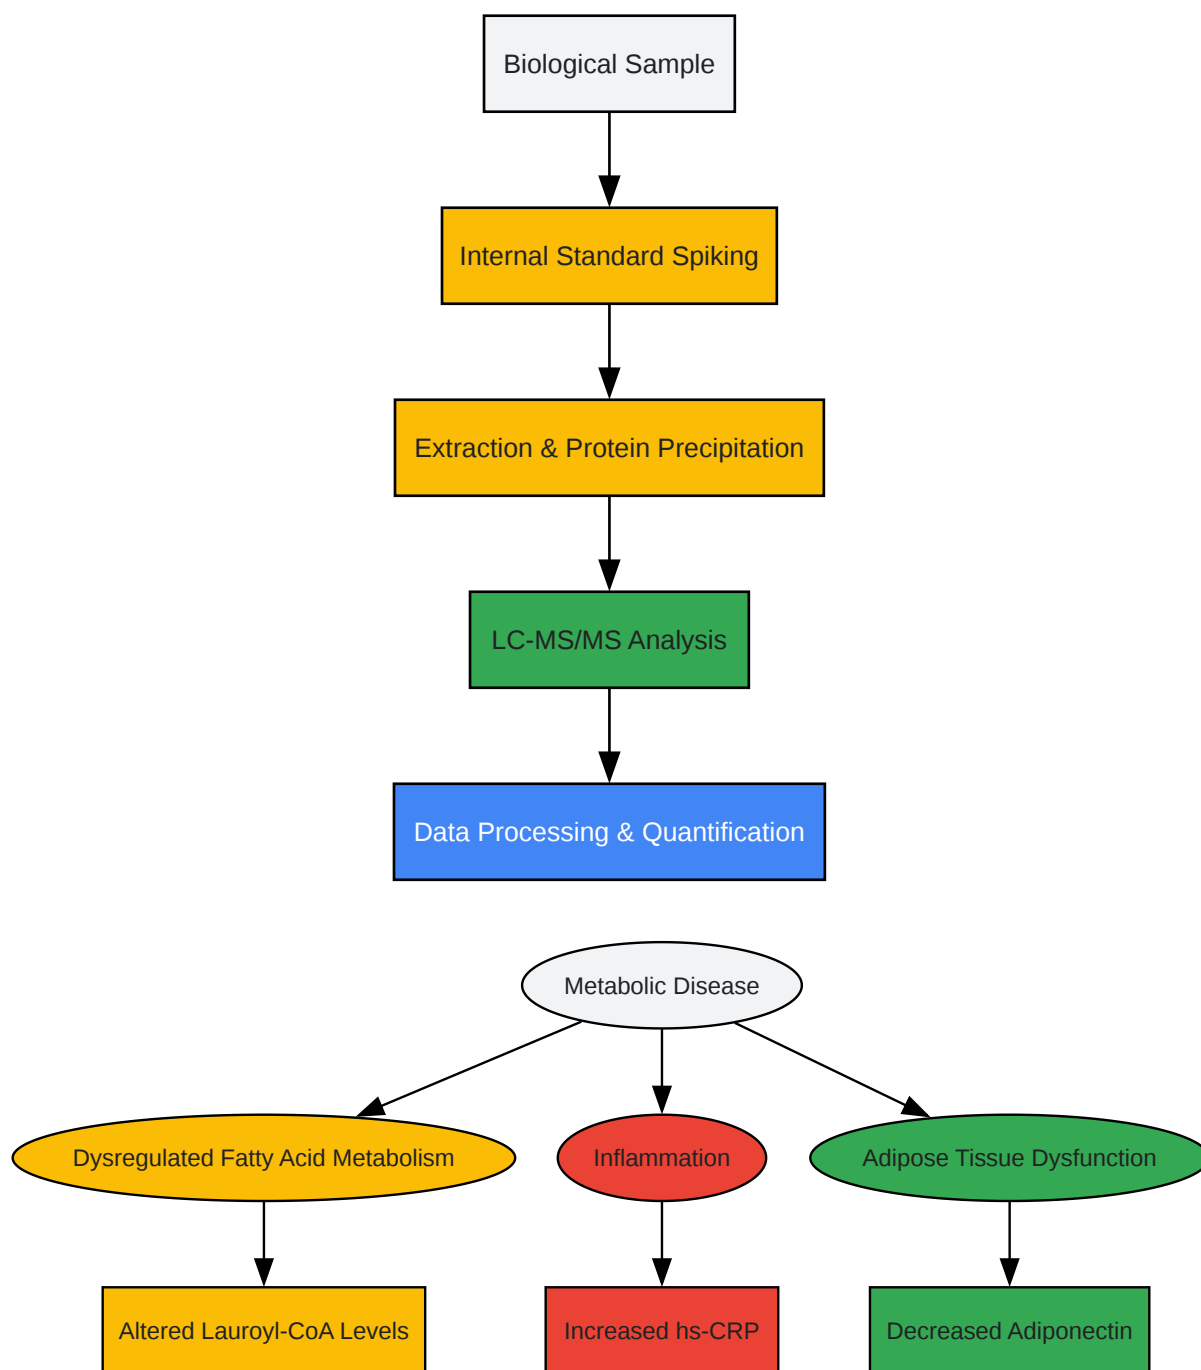 Biological Sample
Internal Standard Spiking
Extraction & Protein Precipitation
LC-MS/MS Analysis
Data Processing & Quantification
Metabolic Disease
Dysregulated Fatty Acid Metabolism
Inflammation
Adipose Tissue Dysfunction
Altered Lauroyl-CoA Levels
Increased hs-CRP
Decreased Adiponectin